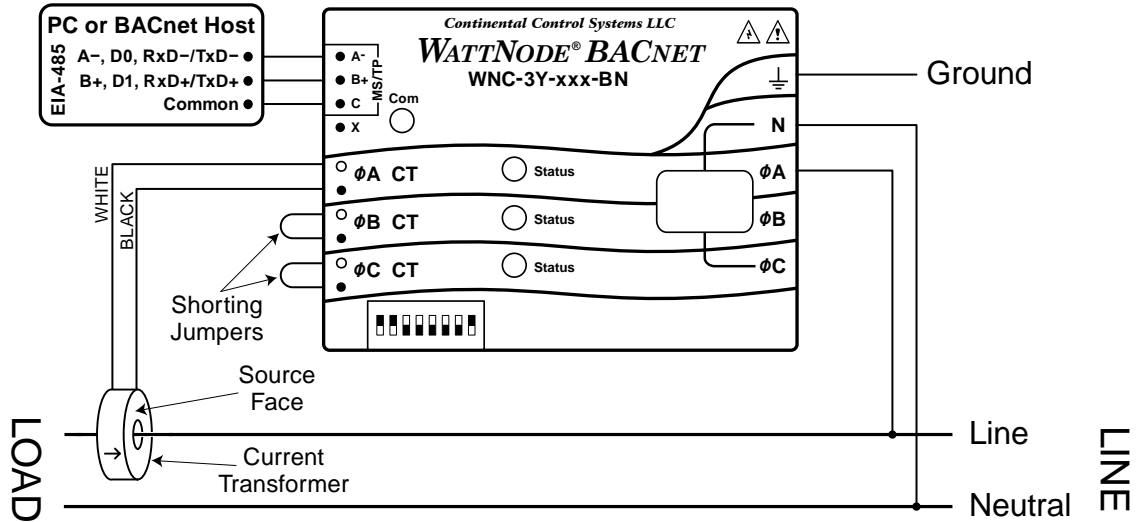 PC or BACnet Host
EIA-485
A−, D0, RxD−/TxD−
B+, D1, RxD+/TxD+
Common
Continental Control Systems LLC
WATTNODE® BACNET
WNC-3Y-xxx-BN
A-
B+
C
X
MS/TP
Com
Ground
N
WHITE
BLACK
ϕA CT
Status
ϕA
ϕB CT
Status
ϕB
ϕC CT
Status
ϕC
Shorting
Jumpers
Source
Face
Current
Transformer
LOAD
Line
Neutral
LINE